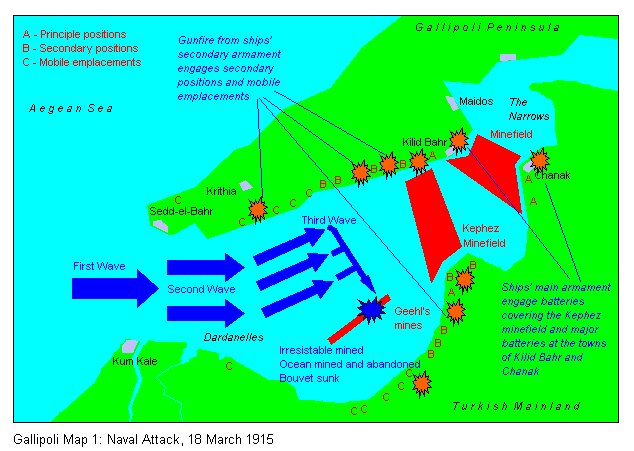 Gallipoli Peninsula
A - Principle positions
B - Secondary positions
C - Mobile emplacements
Gunfire from ships'
secondary armament
engages secondary
positions and mobile
emplacements
Aegean Sea
Maidos
The
Narrows
Minefield
Kilid Bahr
Chanak
Krithia
Sedd-el-Bahr
C
C
C
C
C
B
B
B
B
A
A
A
Third Wave
Kephez
Minefield
First Wave
Second Wave
Ships' main armament
engage batteries
covering the Kephez
minefield and major
batteries at the towns
of Kilid Bahr and
Chanak
B
B
A
Geehl's
mines
Dardanelles
Irresistable mined
Ocean mined and abandoned
Bouvet sunk
Kum Kale
B
B
B
C
C
C
C
C
C
Turkish Mainland
Gallipoli Map 1: Naval Attack, 18 March 1915